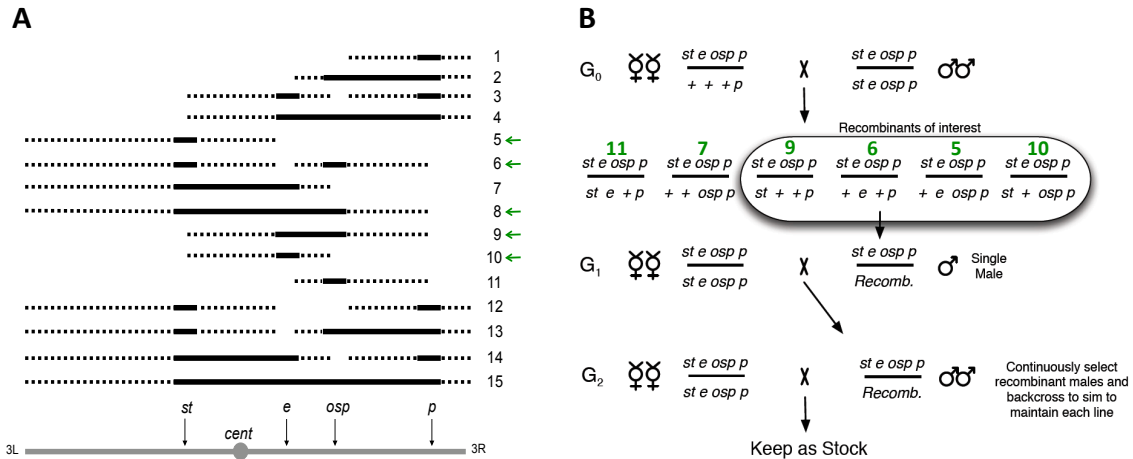 A
1
2
3
4
5
6
7
8
9
10
11
12
13
14
15
st e osp p
cent
3L 3R
B
G0 st e osp p X st e osp p
+ + + p st e osp p
Recombinants of interest
11 7 9 6 5 10
st e osp p st e osp p st e osp p st e osp p st e osp p st e osp p
st e + p + + osp p st + + p + e + p + e osp p st + osp p
G1 st e osp p X st e osp p Single
st e osp p Recomb. Male
G2 st e osp p X st e osp p
st e osp p Recomb.
Continuously select
recombinant males and
backcross to sim to
maintain each line
Keep as Stock